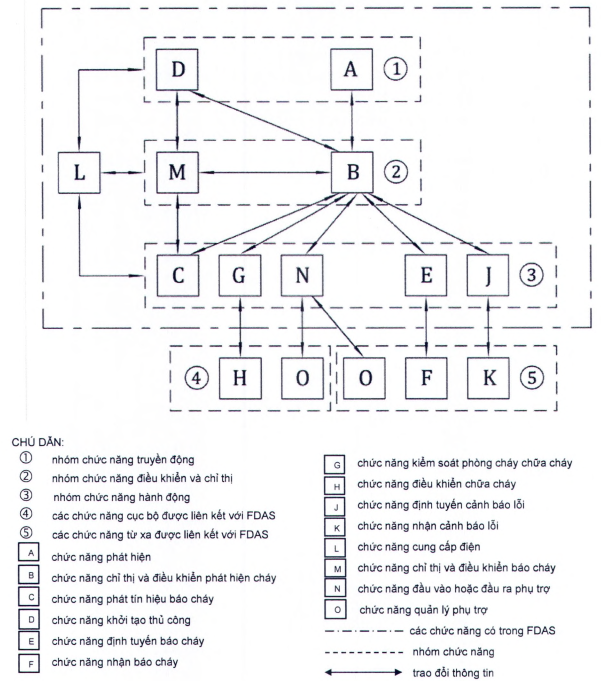 D A ①
L M B ②
C G N E J ③
④ H O O F K ⑤
CHÚ DẪN:
① nhóm chức năng truyền động
② nhóm chức năng điều khiển và chỉ thị
③ nhóm chức năng hành động
④ các chức năng cục bộ được liên kết với FDAS
⑤ các chức năng từ xa được liên kết với FDAS
A chức năng phát hiện
B chức năng chỉ thị và điều khiển phát hiện cháy
C chức năng phát tín hiệu báo cháy
D chức năng khởi tạo thủ công
E chức năng định tuyến báo cháy
F chức năng nhận báo cháy
G chức năng kiểm soát phòng cháy chữa cháy
H chức năng điều khiển chữa cháy
J chức năng định tuyến cảnh báo lỗi
K chức năng nhận cảnh báo lỗi
L chức năng cung cấp điện
M chức năng chỉ thị và điều khiển báo cháy
N chức năng đầu vào hoặc đầu ra phụ trợ
O chức năng quản lý phụ trợ
các chức năng có trong FDAS
nhóm chức năng
trao đổi thông tin